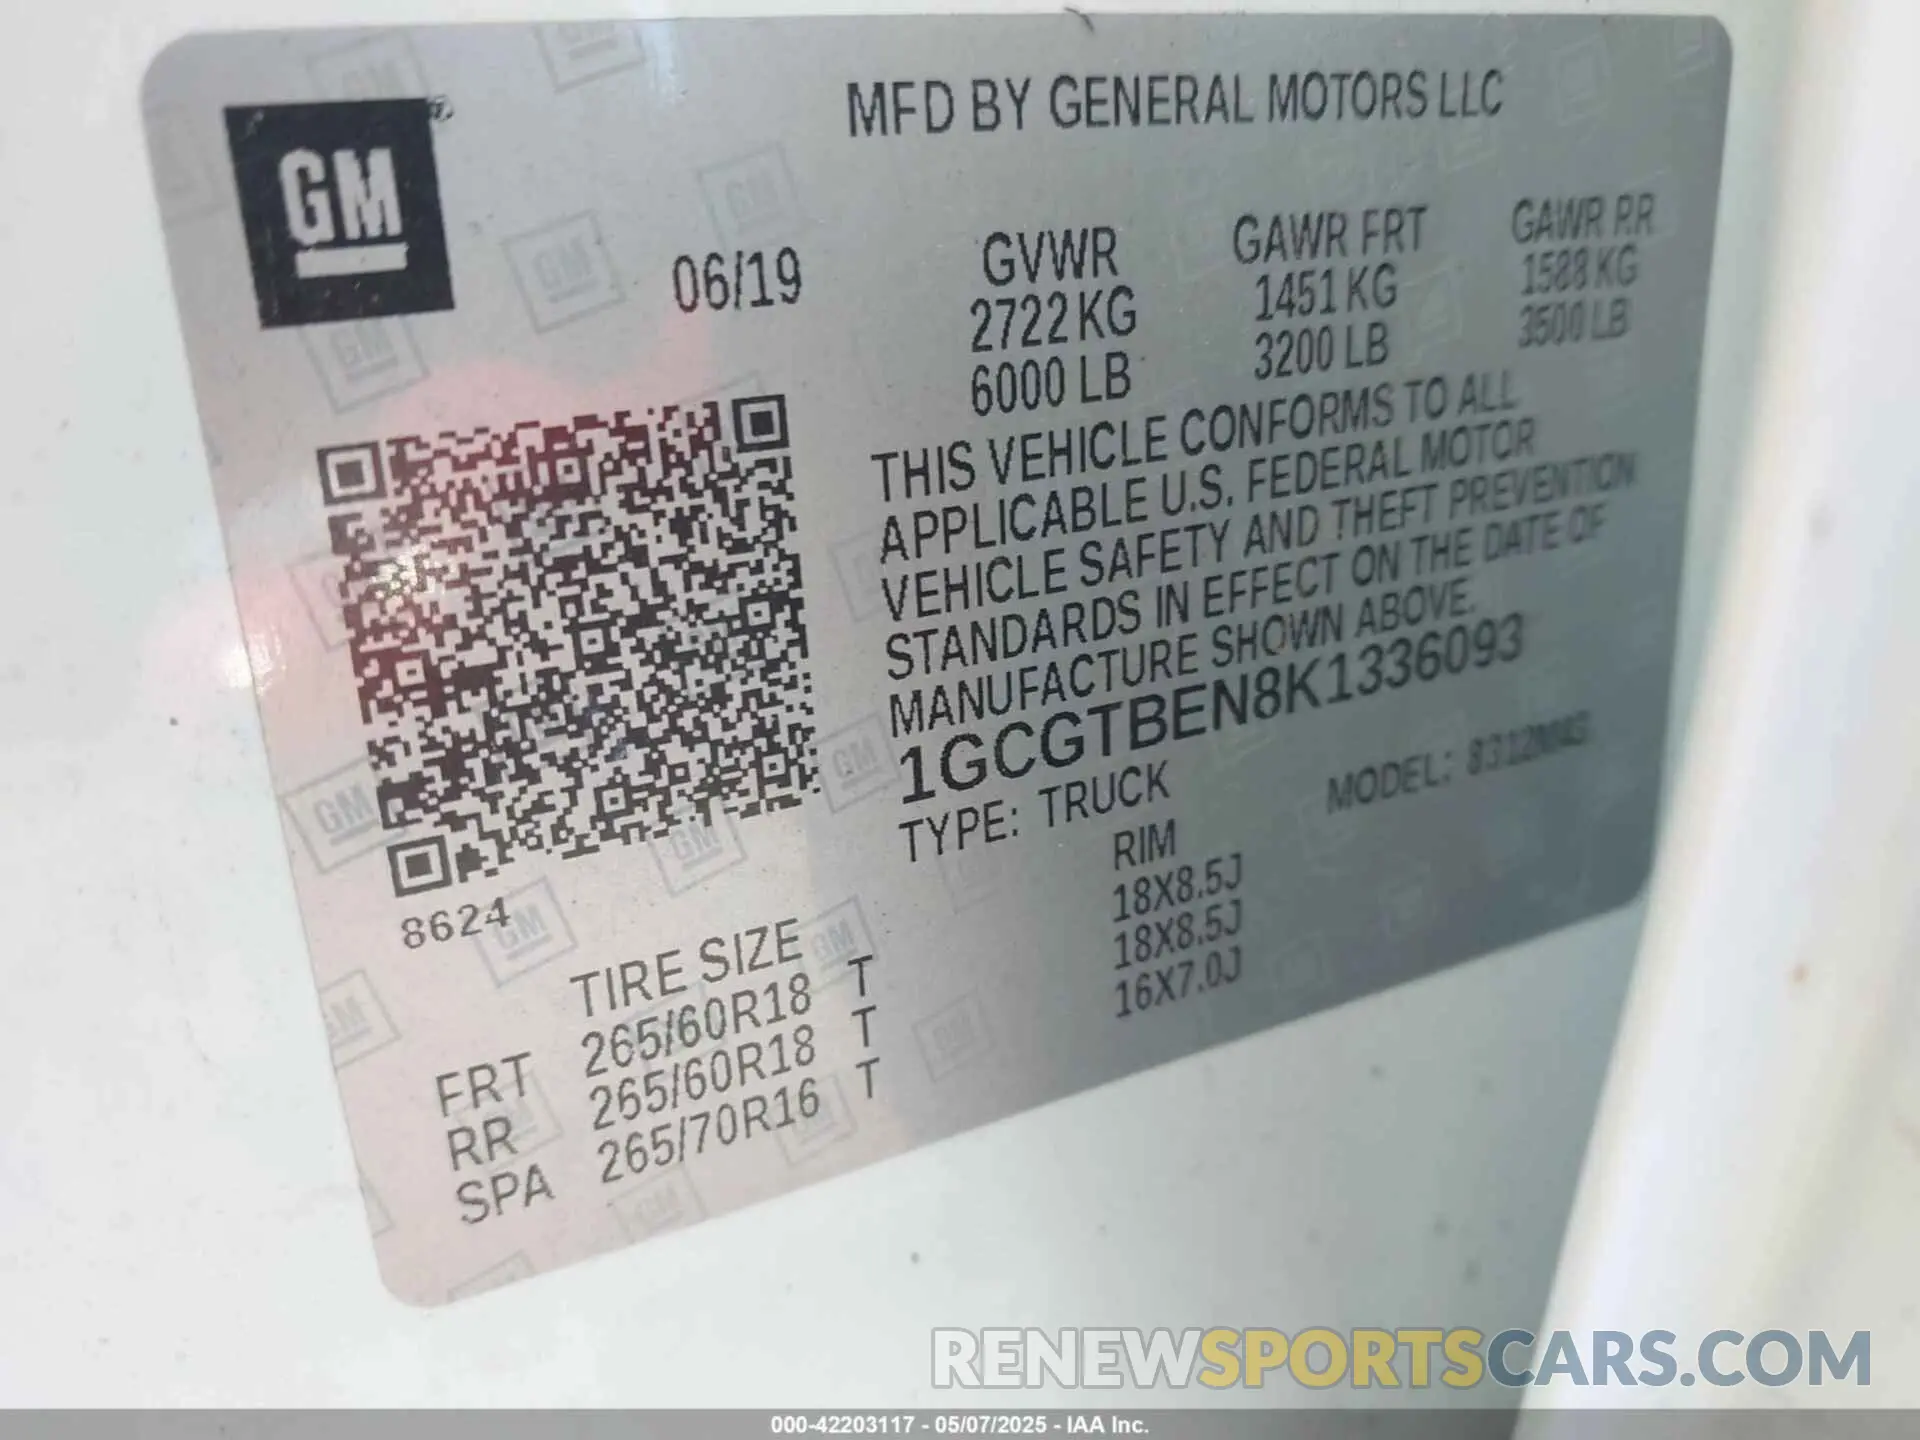 GM
MFD BY GENERAL MOTORS LLC
06/19
GVWR
2722 KG
6000 LB
GAWR FRT
1451 KG
3200 LB
GAWR RR
1588 KG
3500 LB
THIS VEHICLE CONFORMS TO ALL
APPLICABLE U.S. FEDERAL MOTOR
VEHICLE SAFETY AND THEFT PREVENTION
STANDARDS IN EFFECT ON THE DATE OF
MANUFACTURE SHOWN ABOVE.
1GCGTBEN8K1336093
TYPE: TRUCK
MODEL:
8624
TIRE SIZE
RIM
FRT 265/60R18 T 18X8.5J
RR 265/60R18 T 18X8.5J
SPA 265/70R16 T 16X7.0J
RENEWSPORTSCARS.COM
000-42203117 - 05/07/2025 - IAA Inc.